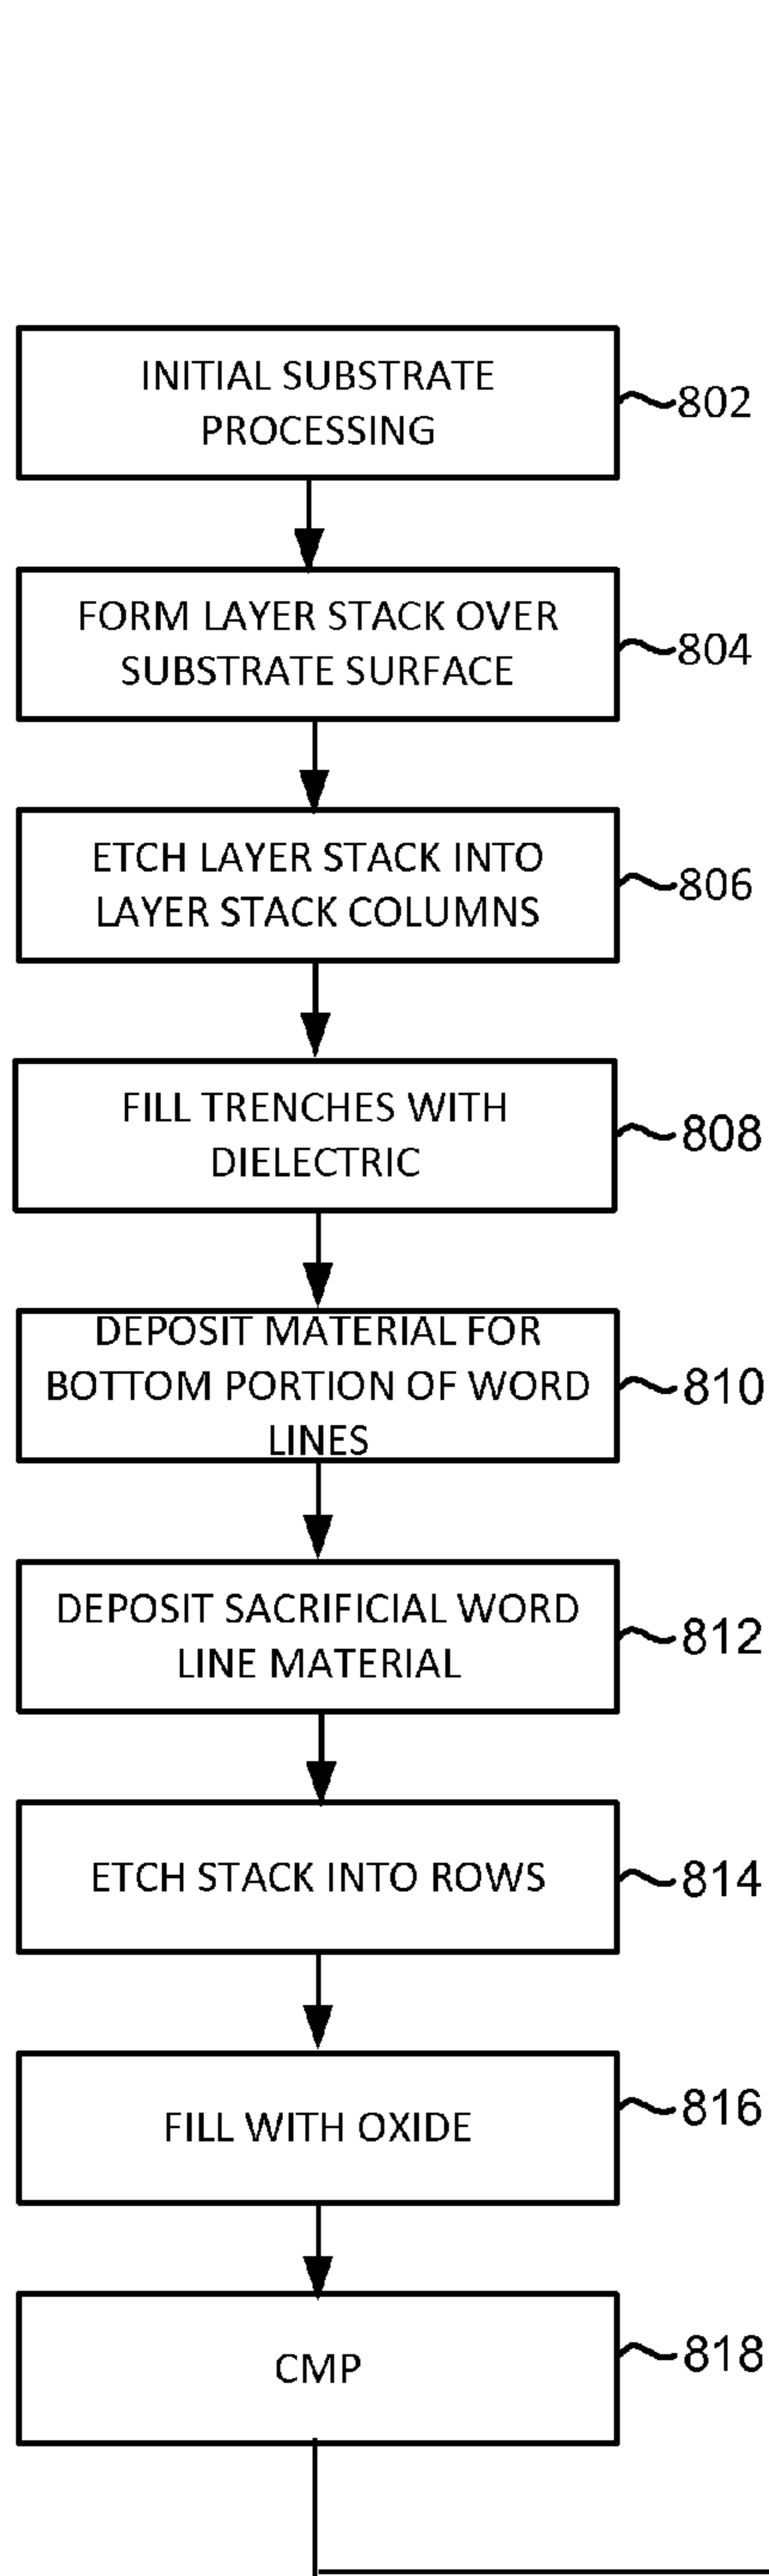 INITIAL SUBSTRATE
PROCESSING
802
FORM LAYER STACK OVER
SUBSTRATE SURFACE
804
ETCH LAYER STACK INTO
LAYER STACK COLUMNS
806
FILL TRENCHES WITH
DIELECTRIC
808
DEPOSIT MATERIAL FOR
BOTTOM PORTION OF WORD
LINES
810
DEPOSIT SACRIFICIAL WORD
LINE MATERIAL
812
ETCH STACK INTO ROWS
814
FILL WITH OXIDE
816
CMP
818